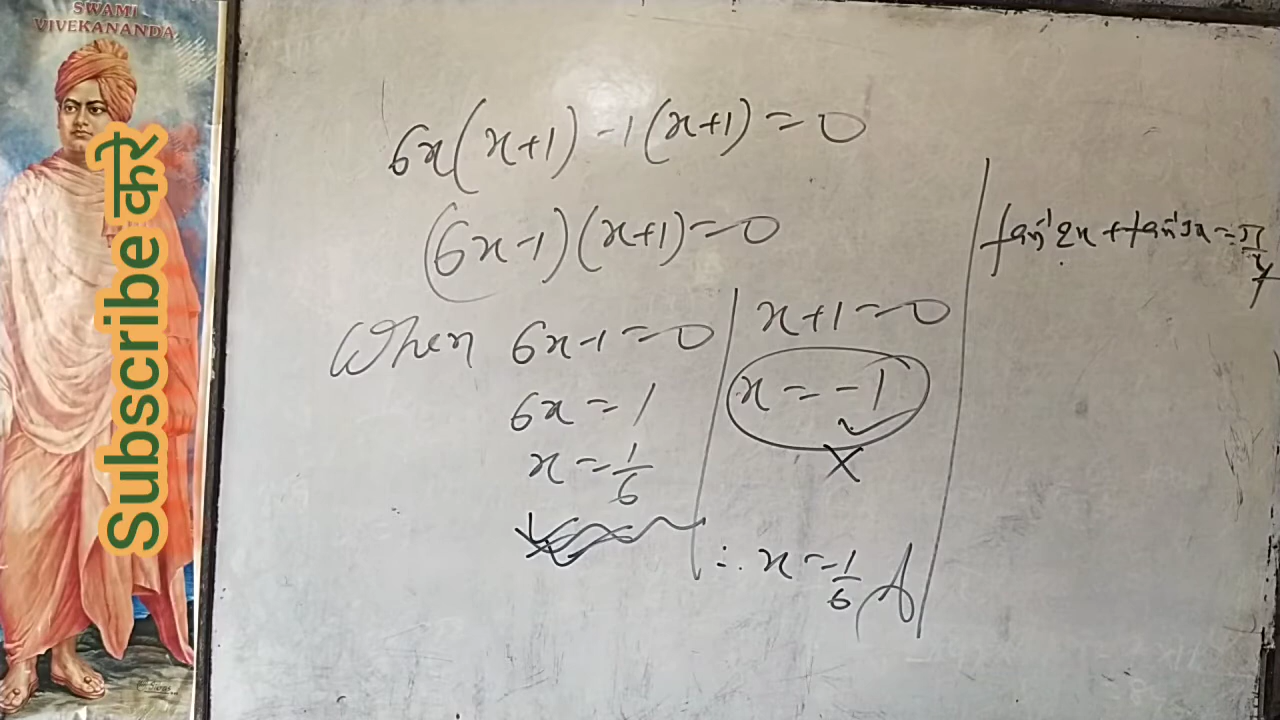 SWAMI
VIVEKANANDA
Subscribe करे
6x(x+1)-1(x+1)=0
(6x-1)(x+1)=0
When 6x-1=0
6x=1
x=1/6
x+1=0
x=-1
∴ x=1/6 A
tan⁻¹2x+tan⁻¹3x=π/4